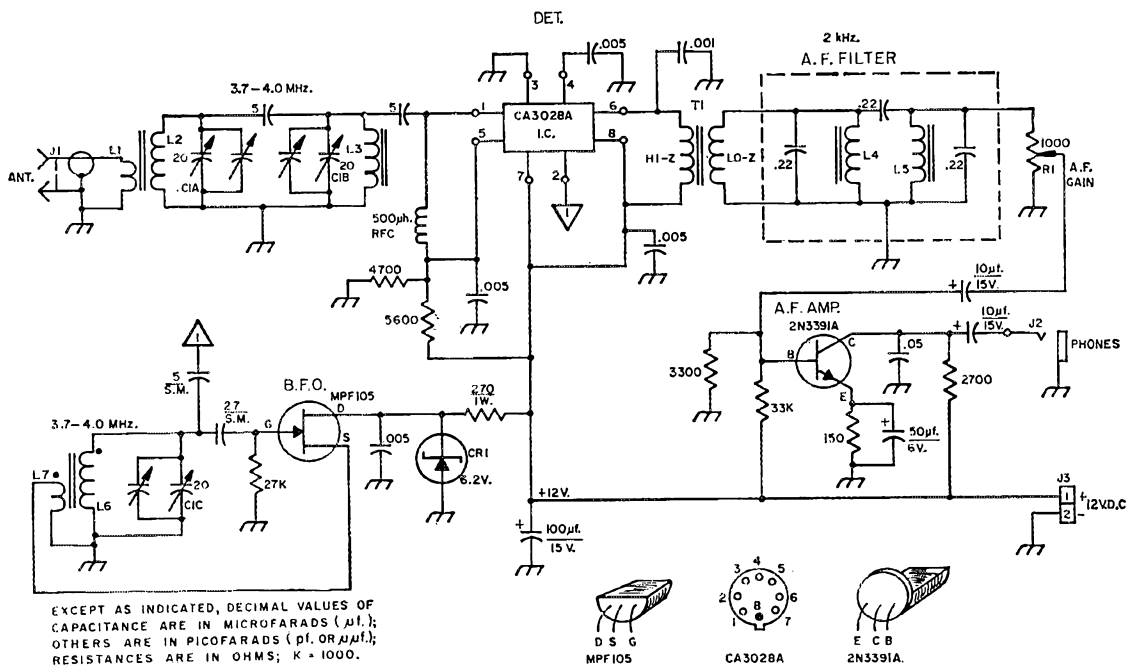 DET.
2 kHz.
A.F. FILTER
.005
.001
3
4
3.7-4.0 MHz.
5
5
1
CA3028A
I.C.
6
T1
.22
5
8
J1
L1
L2
20
20
L3
HI-Z
LO-Z
.22
L4
L5
.22
1000
R1
A.F.
GAIN
ANT.
C1A
C1B
7
2
1
500µh.
RFC
.005
4700
.005
10µf.
15V.
5600
A.F. AMP.
2N3391A
10µf.
15V.
J2
PHONES
1
B
C
.05
3300
2700
5
S.M.
B.F.O.
MPF105
270
1W.
E
33K
27
S.M.
D
3.7-4.0 MHz.
G
S
.005
150
50µf.
6V.
CR1
6.2V.
L7
20
27K
L6
C1C
+12V.
J3
1
+
12V.D.C
2
-
100µf.
15V.
EXCEPT AS INDICATED, DECIMAL VALUES OF
CAPACITANCE ARE IN MICROFARADS (µf.);
OTHERS ARE IN PICOFARADS (pf. OR µµf.);
RESISTANCES ARE IN OHMS; K = 1000.
D S G
MPF105
1 2 3 4 5 6 7 8
CA3028A
E C B
2N3391A.